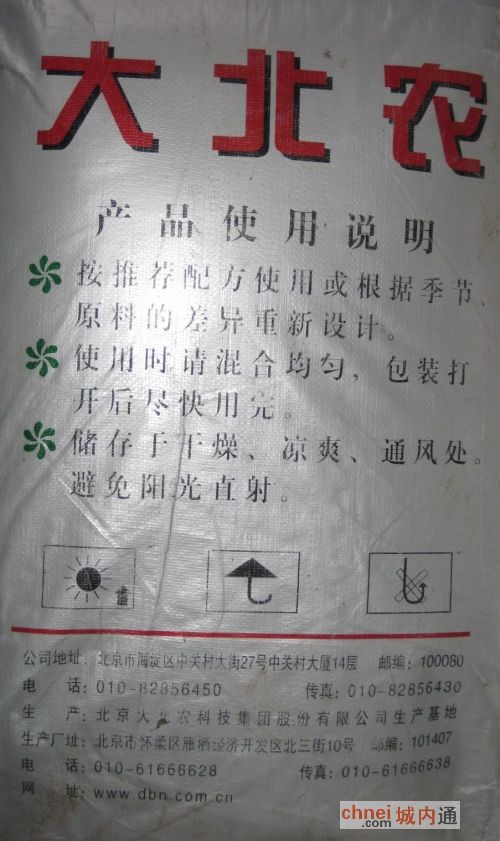 大北农
产品使用说明
按推荐配方使用或根据季节、
原料的差异重新设计。
使用时请混合均匀，包装打
开后尽快用完。
储存于干燥、凉爽、通风处。
避免阳光直射。
公司地址：北京市海淀区中关村大街27号中关村大厦14层 邮编：100080
电 话：010-82856450 传真：010-82856430
生 产：北京大北农科技集团股份有限公司生产基地
生产厂址：北京市怀柔区雁栖经济开发区北三街10号 邮编：101407
电 话：010-61666628 传真：010-61666638
网 址：www.dbn.com.cn
chnei城内通
.com